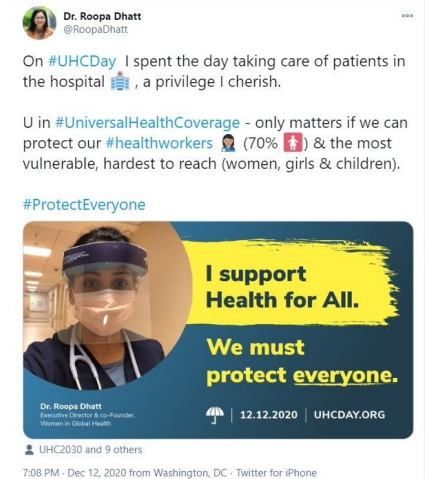 Dr. Roopa Dhatt
@RoopaDhatt
On #UHCDay I spent the day taking care of patients in
the hospital 🏥 , a privilege I cherish.
U in #UniversalHealthCoverage - only matters if we can
protect our #healthworkers 👩🏽‍⚕️ (70% 🚺) & the most
vulnerable, hardest to reach (women, girls & children).
#ProtectEveryone
I support
Health for All.
We must
protect everyone.
Dr. Roopa Dhatt
Executive Director & co-Founder,
Women in Global Health
12.12.2020 | UHCDAY.ORG
UHC2030 and 9 others
7:08 PM · Dec 12, 2020 from Washington, DC · Twitter for iPhone